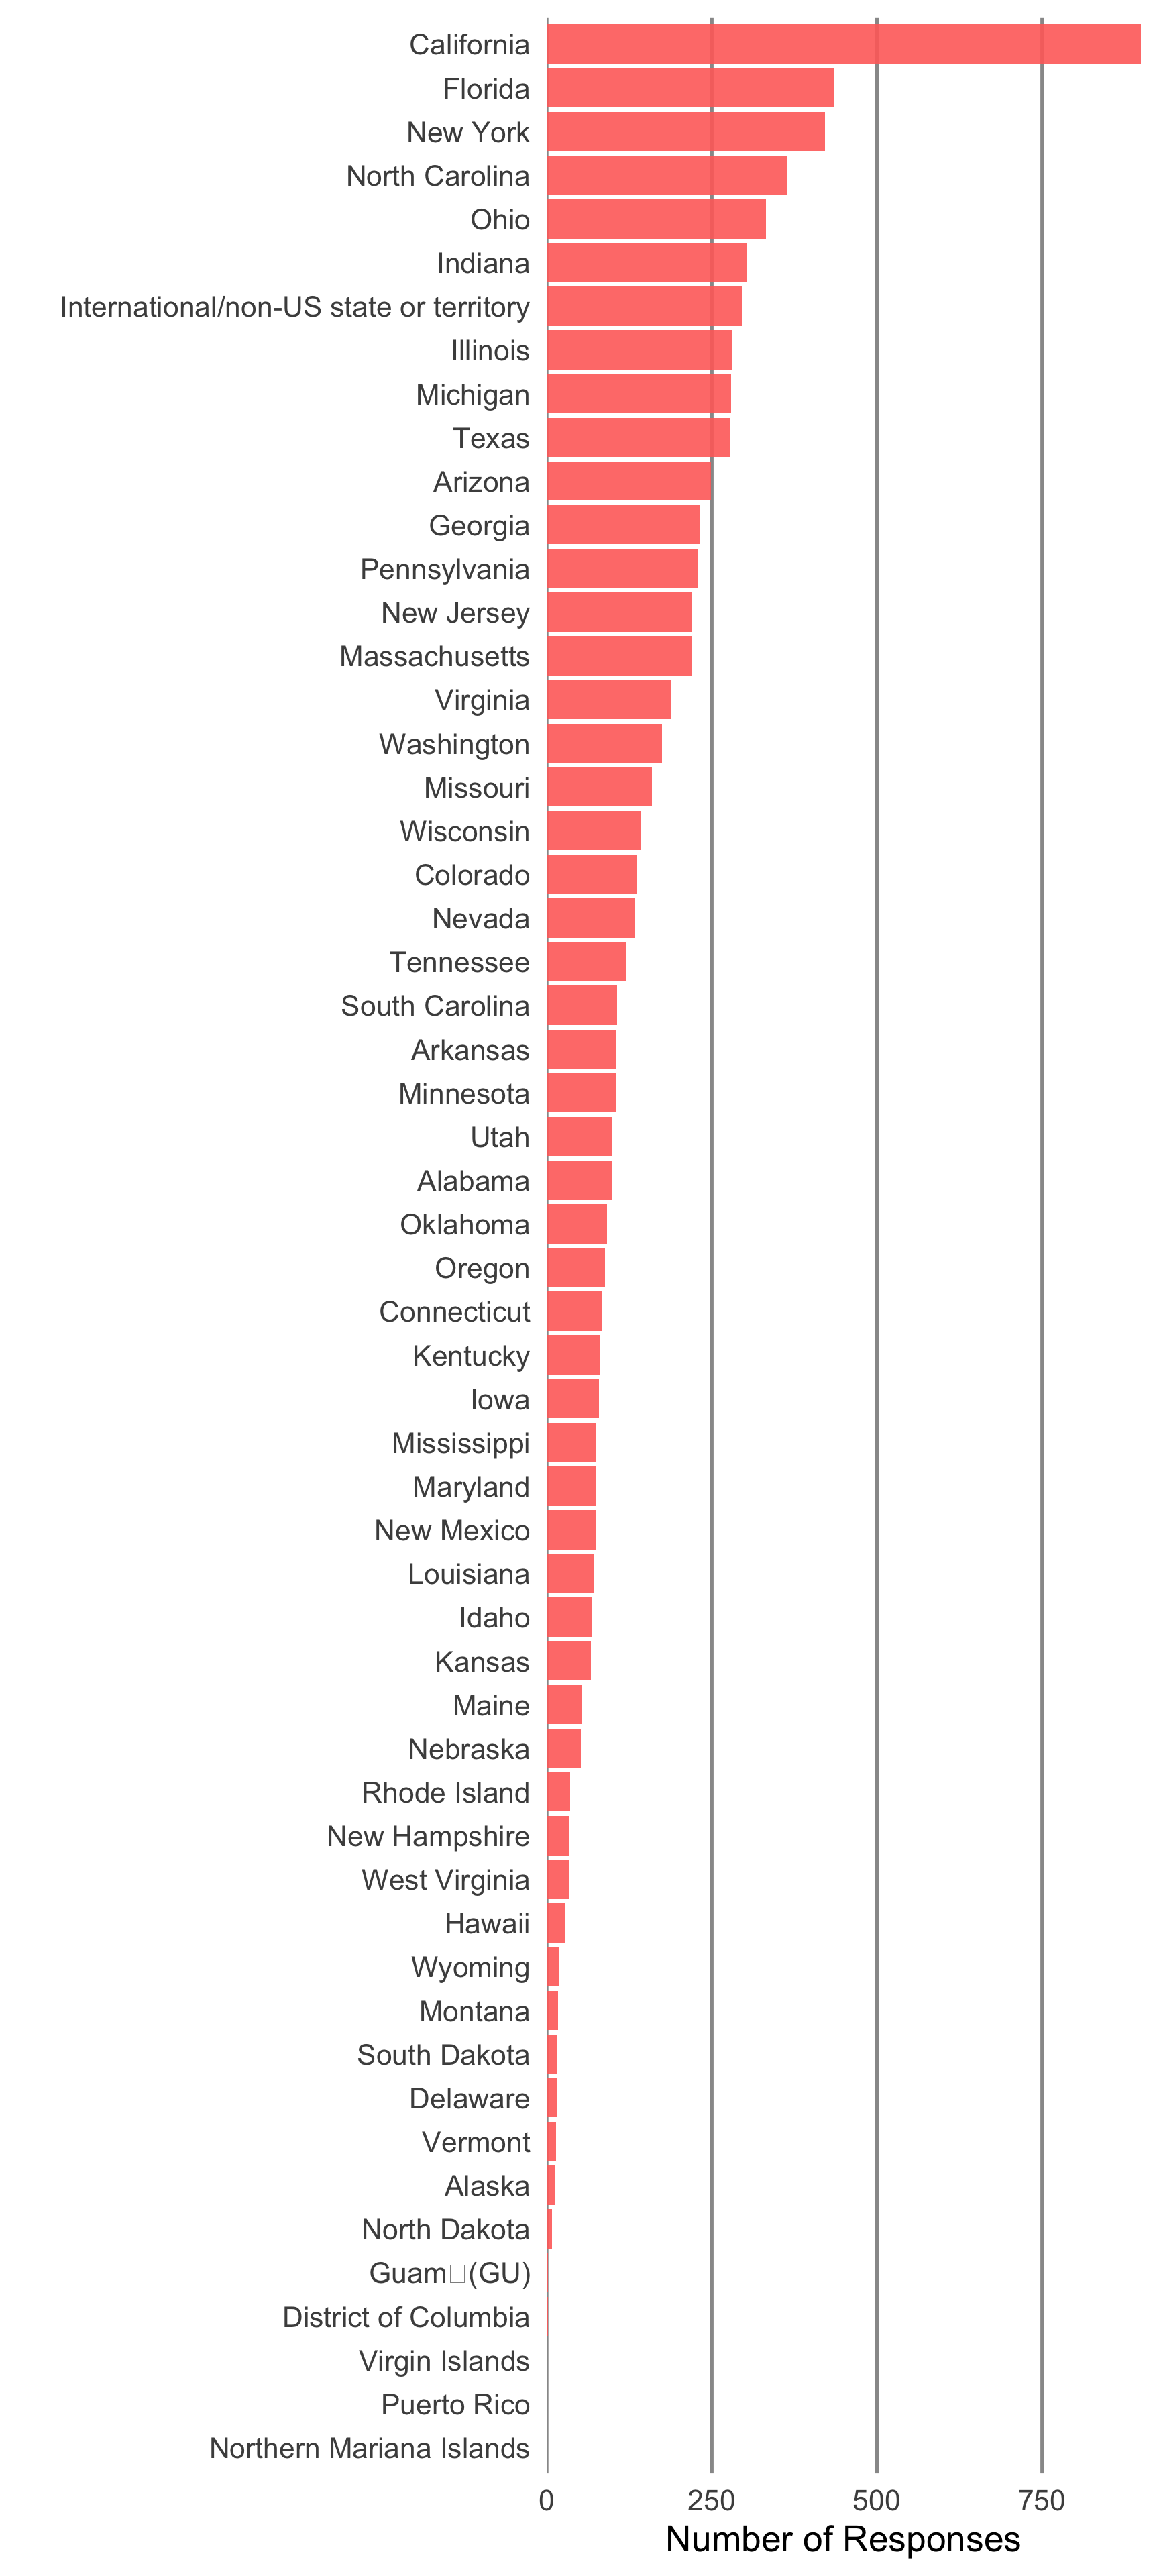 California
Florida
New York
North Carolina
Ohio
Indiana
International/non-US state or territory
Illinois
Michigan
Texas
Arizona
Georgia
Pennsylvania
New Jersey
Massachusetts
Virginia
Washington
Missouri
Wisconsin
Colorado
Nevada
Tennessee
South Carolina
Arkansas
Minnesota
Utah
Alabama
Oklahoma
Oregon
Connecticut
Kentucky
Iowa
Mississippi
Maryland
New Mexico
Louisiana
Idaho
Kansas
Maine
Nebraska
Rhode Island
New Hampshire
West Virginia
Hawaii
Wyoming
Montana
South Dakota
Delaware
Vermont
Alaska
North Dakota
Guam□(GU)
District of Columbia
Virgin Islands
Puerto Rico
Northern Mariana Islands
0 250 500 750
Number of Responses